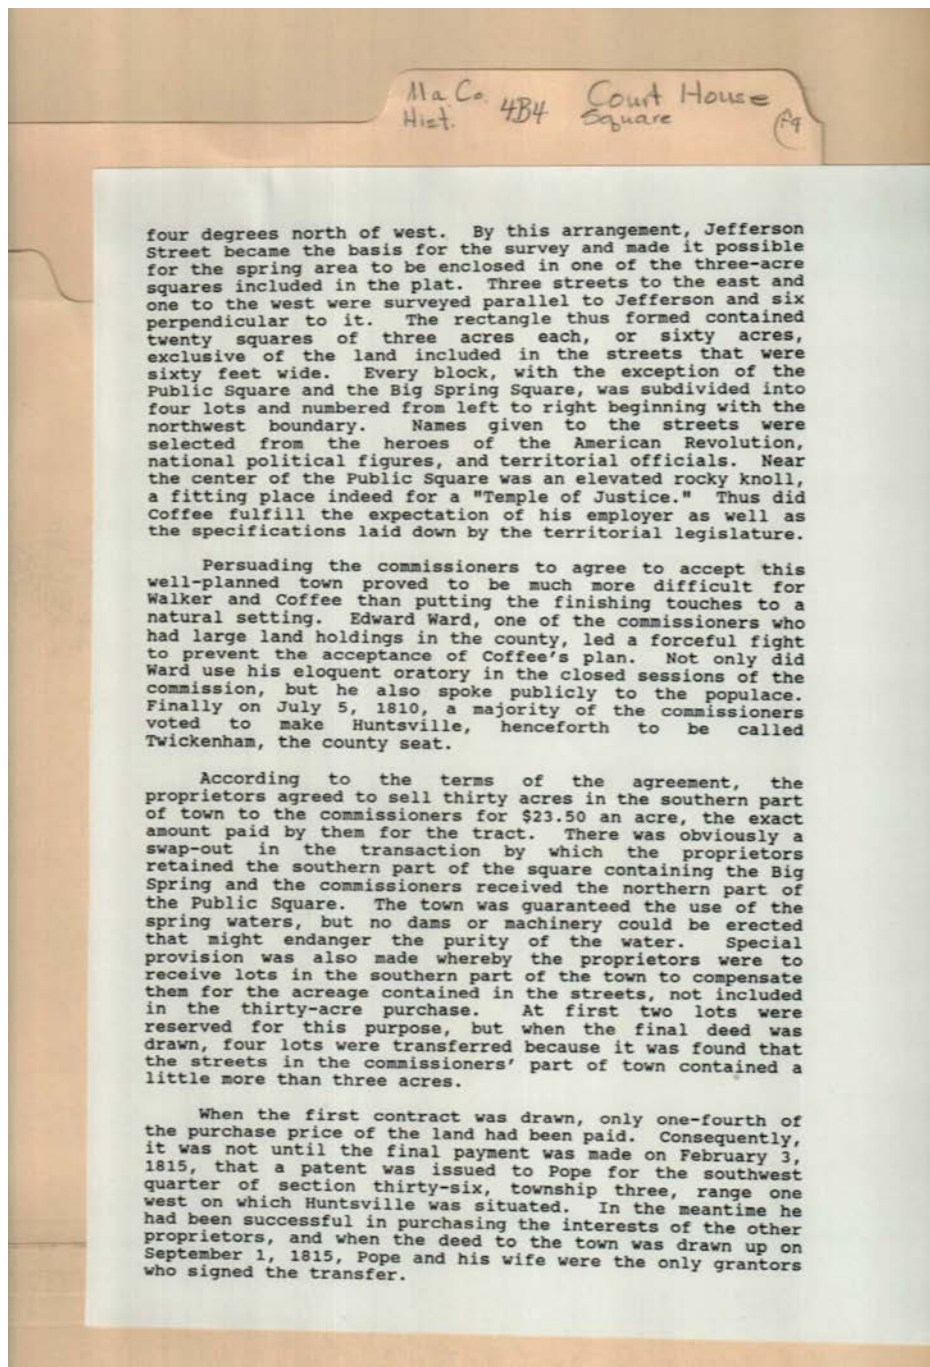 Ma. Co. 4B4 Court House
Hist. Square
four degrees north of west. By this arrangement, Jefferson
Street became the basis for the survey and made it possible
for the spring area to be enclosed in one of the three-acre
squares included in the plat. Three streets to the east and
one to the west were surveyed parallel to Jefferson and six
perpendicular to it. The rectangle thus formed contained
twenty squares of three acres each, or sixty acres,
exclusive of the land included in the streets that were
sixty feet wide. Every block, with the exception of the
Public Square and the Big Spring Square, was subdivided into
four lots and numbered from left to right beginning with the
northwest boundary. Names given to the streets were
selected from the heroes of the American Revolution,
national political figures, and territorial officials. Near
the center of the Public Square was an elevated rocky knoll,
a fitting place indeed for a "Temple of Justice." Thus did
Coffee fulfill the expectation of his employer as well as
the specifications laid down by the territorial legislature.
Persuading the commissioners to agree to accept this
well-planned town proved to be much more difficult for
Walker and Coffee than putting the finishing touches to a
natural setting. Edward Ward, one of the commissioners who
had large land holdings in the county, led a forceful fight
to prevent the acceptance of Coffee's plan. Not only did
Ward use his eloquent oratory in the closed sessions of the
commission, but he also spoke publicly to the populace.
Finally on July 5, 1810, a majority of the commissioners
voted to make Huntsville, henceforth to be called
Twickenham, the county seat.
According to the terms of the agreement, the
proprietors agreed to sell thirty acres in the southern part
of town to the commissioners for $23.50 an acre, the exact
amount paid by them for the tract. There was obviously a
swap-out in the transaction by which the proprietors
retained the southern part of the square containing the Big
Spring and the commissioners received the northern part of
the Public Square. The town was guaranteed the use of the
spring waters, but no dams or machinery could be erected
that might endanger the purity of the water. Special
provision was also made whereby the proprietors were to
receive lots in the southern part of the town to compensate
them for the acreage contained in the streets, not included
in the thirty-acre purchase. At first two lots were
reserved for this purpose, but when the final deed was
drawn, four lots were transferred because it was found that
the streets in the commissioners' part of town contained a
little more than three acres.
When the first contract was drawn, only one-fourth of
the purchase price of the land had been paid. Consequently,
it was not until the final payment was made on February 3,
1815, that a patent was issued to Pope for the southwest
quarter of section thirty-six, township three, range one
west on which Huntsville was situated. In the meantime he
had been successful in purchasing the interests of the other
proprietors, and when the deed to the town was drawn up on
September 1, 1815, Pope and his wife were the only grantors
who signed the transfer.